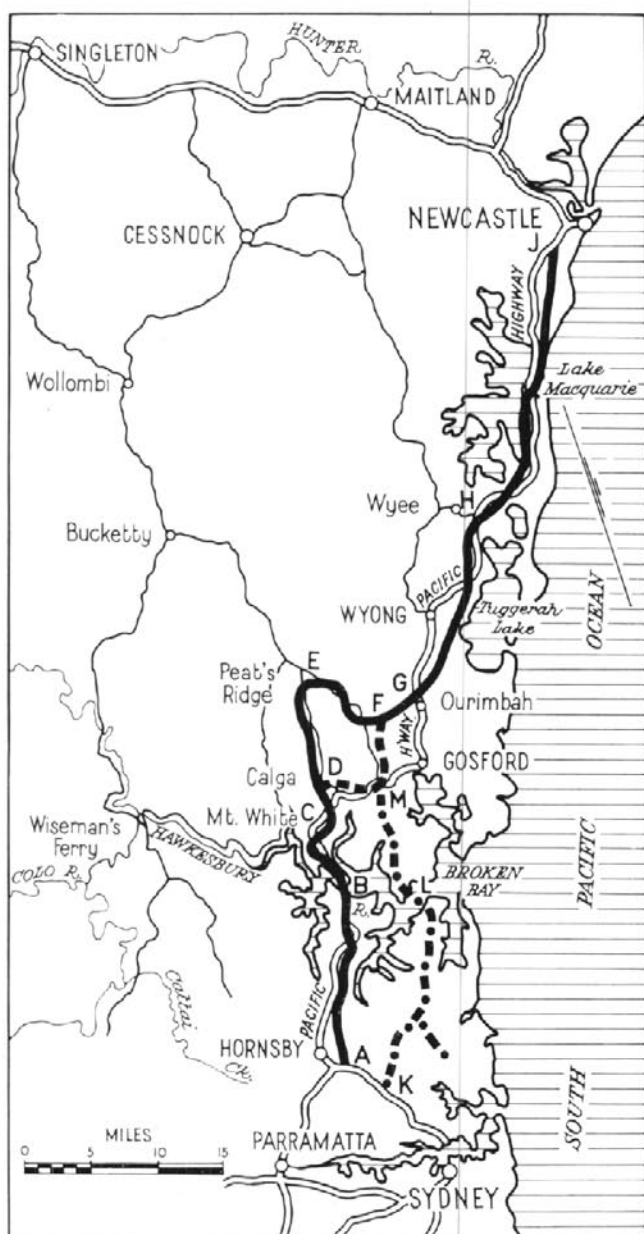 SINGLETON
HUNTER
R.
MAITLAND
NEWCASTLE
CESSNOCK
J
HIGHWAY
Lake
Macquarie
Wollombi
H
Wyee
Bucketty
PACIFIC
WYONG
Tuggerah
Lake
OCEAN
E
Peat's
Ridge
F
G
H'WAY
Ourimbah
D
Calga
GOSFORD
M
Mt. White
C
Wiseman's
Ferry
HAWKESBURY
COLO R.
B
R.
L
BROKEN
BAY
PACIFIC
Cattai
Ck.
PACIFIC
HORNSBY
A
K
SOUTH
MILES
0 5 10 15
PARRAMATTA
SYDNEY